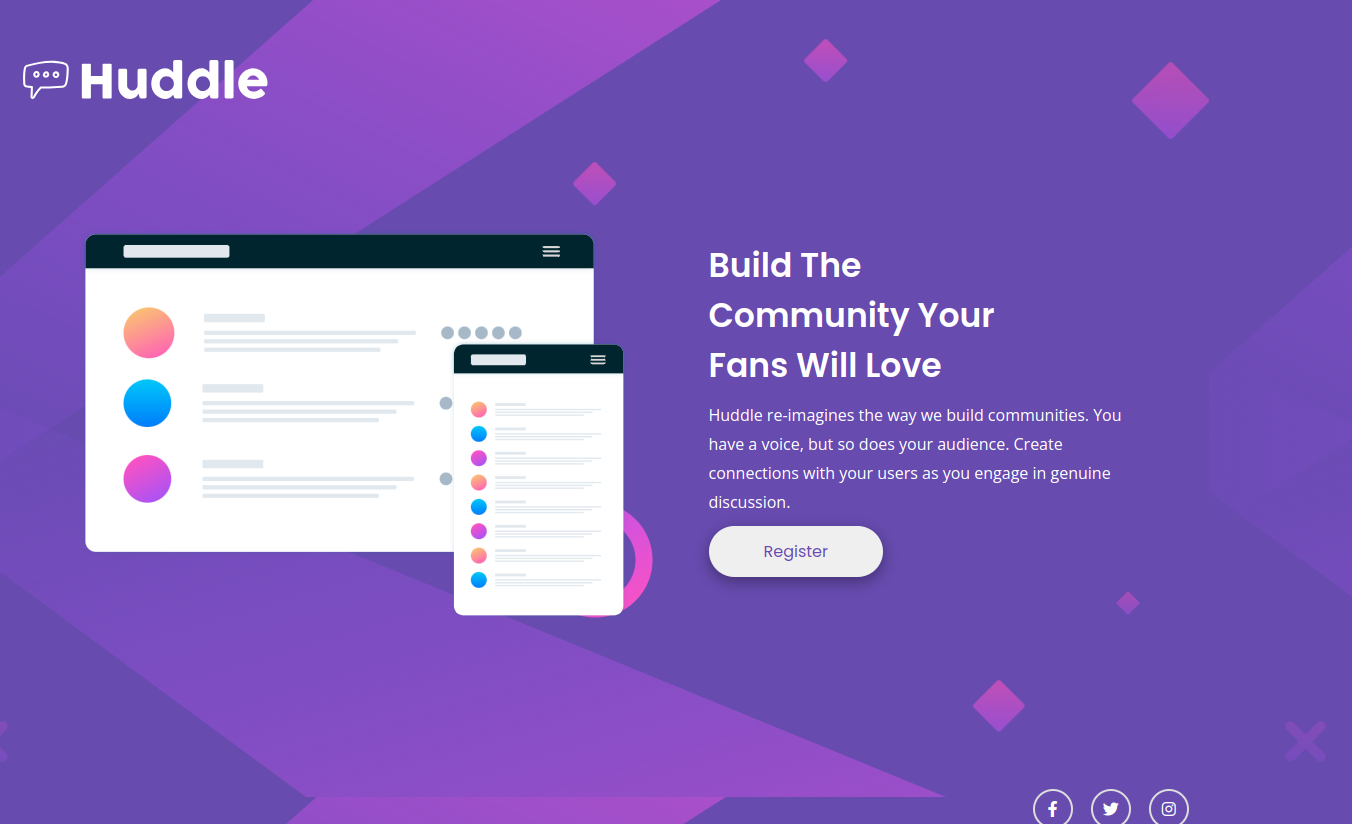 Huddle
Build The
Community Your
Fans Will Love
Huddle re-imagines the way we build communities. You
have a voice, but so does your audience. Create
connections with your users as you engage in genuine
discussion.
Register